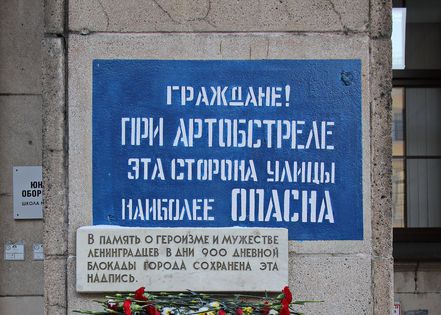 ГРАЖДАНЕ!
ПРИ АРТОБСТРЕЛЕ
ЭТА СТОРОНА УЛИЦЫ
НАИБОЛЕЕ ОПАСНА
В ПАМЯТЬ О ГЕРОИЗМЕ И МУЖЕСТВЕ
ЛЕНИНГРАДЦЕВ В ДНИ 900 ДНЕВНОЙ
БЛОКАДЫ ГОРОДА СОХРАНЕНА ЭТА
НАДПИСЬ.
ШКОЛА